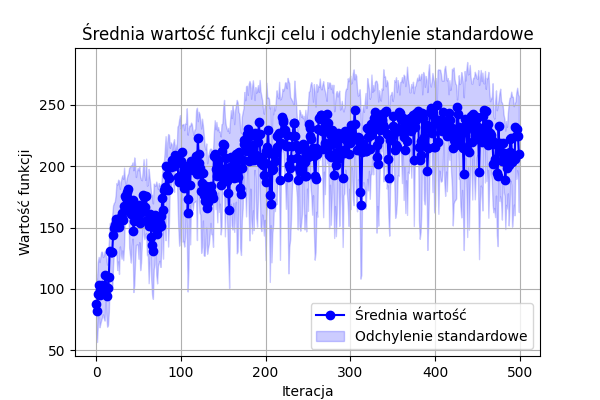 Średnia wartość funkcji celu i odchylenie standardowe
Wartość funkcji
250
200
150
100
50
0 100 200 300 400 500
Iteracja
Średnia wartość
Odchylenie standardowe